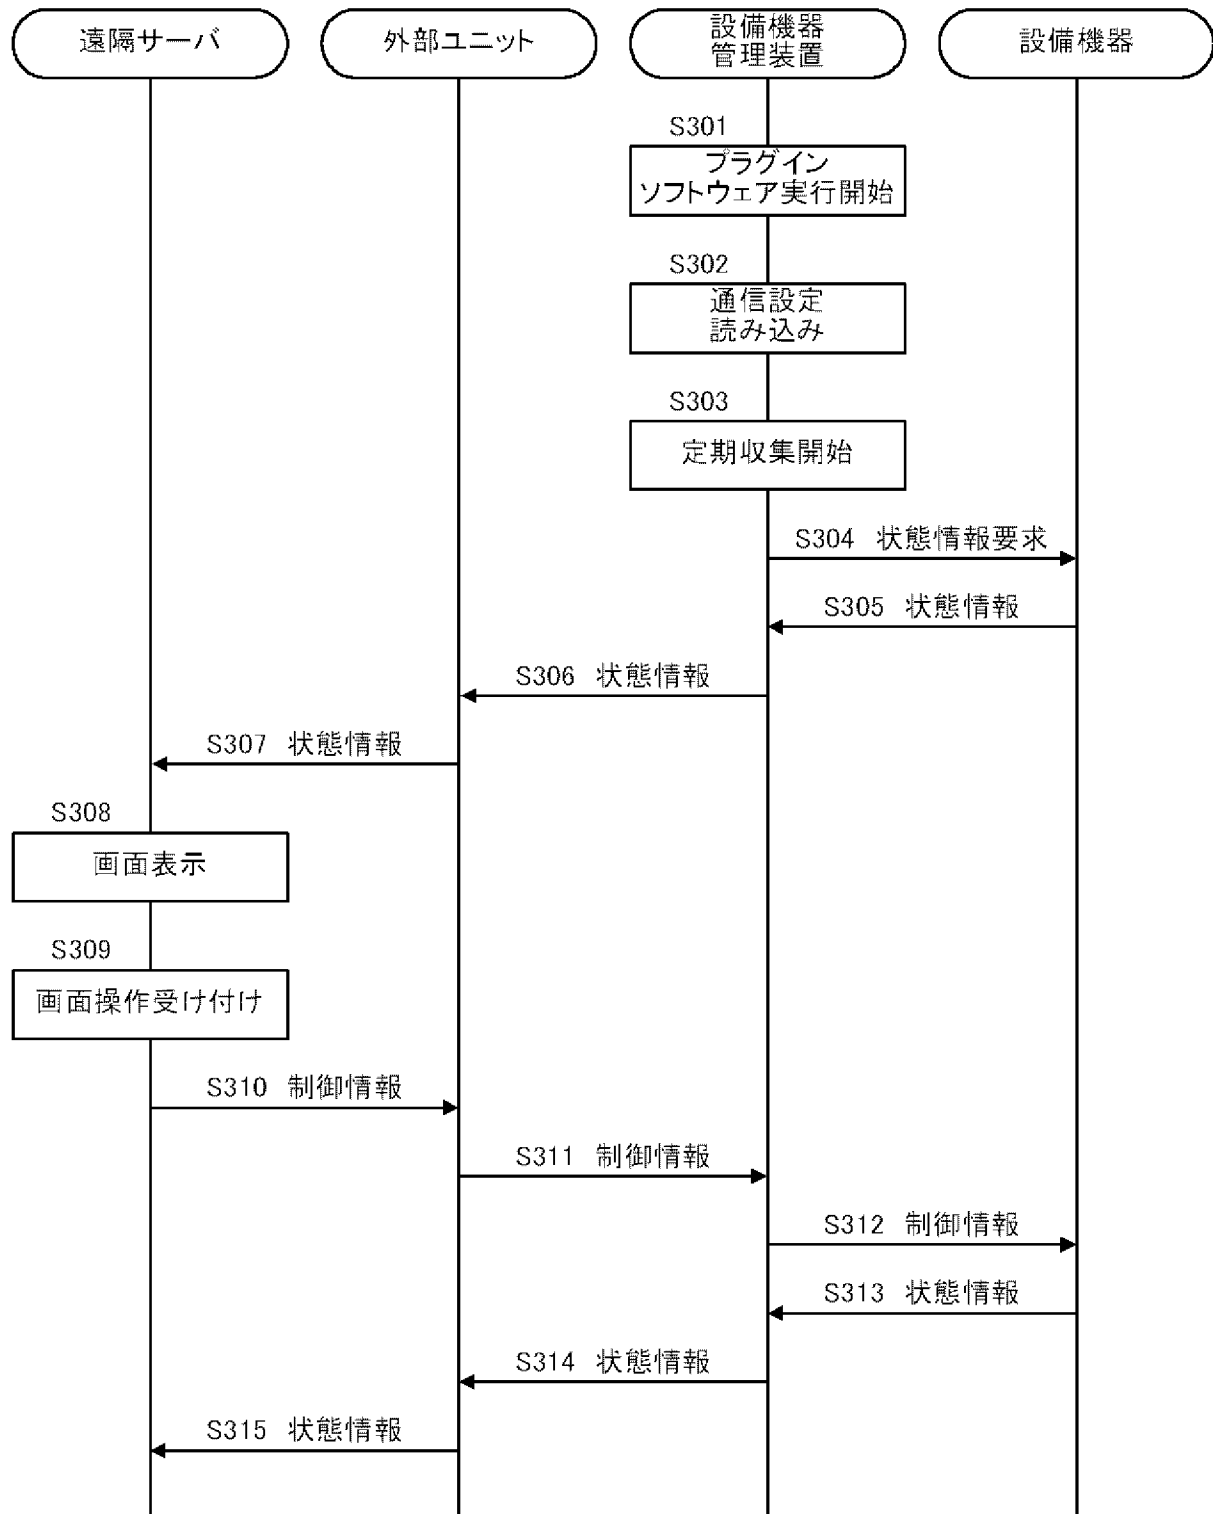 遠隔サーバ
外部ユニット
設備機器
管理装置
設備機器
S301
プラグイン
ソフトウェア実行開始
S302
通信設定
読み込み
S303
定期収集開始
S304 状態情報要求
S305 状態情報
S306 状態情報
S307 状態情報
S308
画面表示
S309
画面操作受け付け
S310 制御情報
S311 制御情報
S312 制御情報
S313 状態情報
S314 状態情報
S315 状態情報